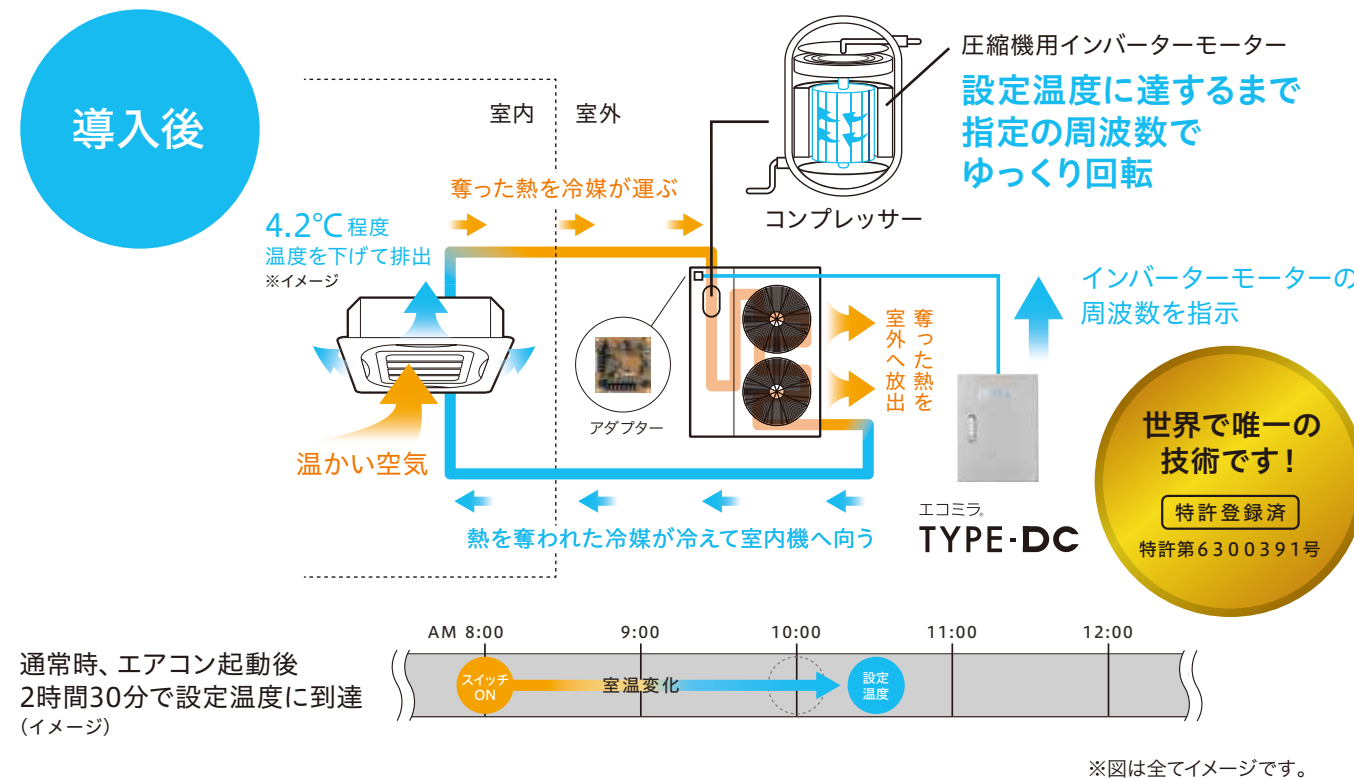 導入後
室内
室外
圧縮機用インバーターモーター
設定温度に達するまで
指定の周波数で
ゆっくり回転
コンプレッサー
奪った熱を冷媒が運ぶ
4.2℃程度
温度を下げて排出
※イメージ
インバーターモーターの
周波数を指示
奪った熱を
室外へ放出
アダプター
温かい空気
熱を奪われた冷媒が冷えて室内機へ向う
エコミラ®
TYPE-DC
世界で唯一の
技術です!
特許登録済
特許第6300391号
AM 8:00
9:00
10:00
11:00
12:00
通常時、エアコン起動後
2時間30分で設定温度に到達
(イメージ)
スイッチ
ON
室温変化
設定
温度
※図は全てイメージです。